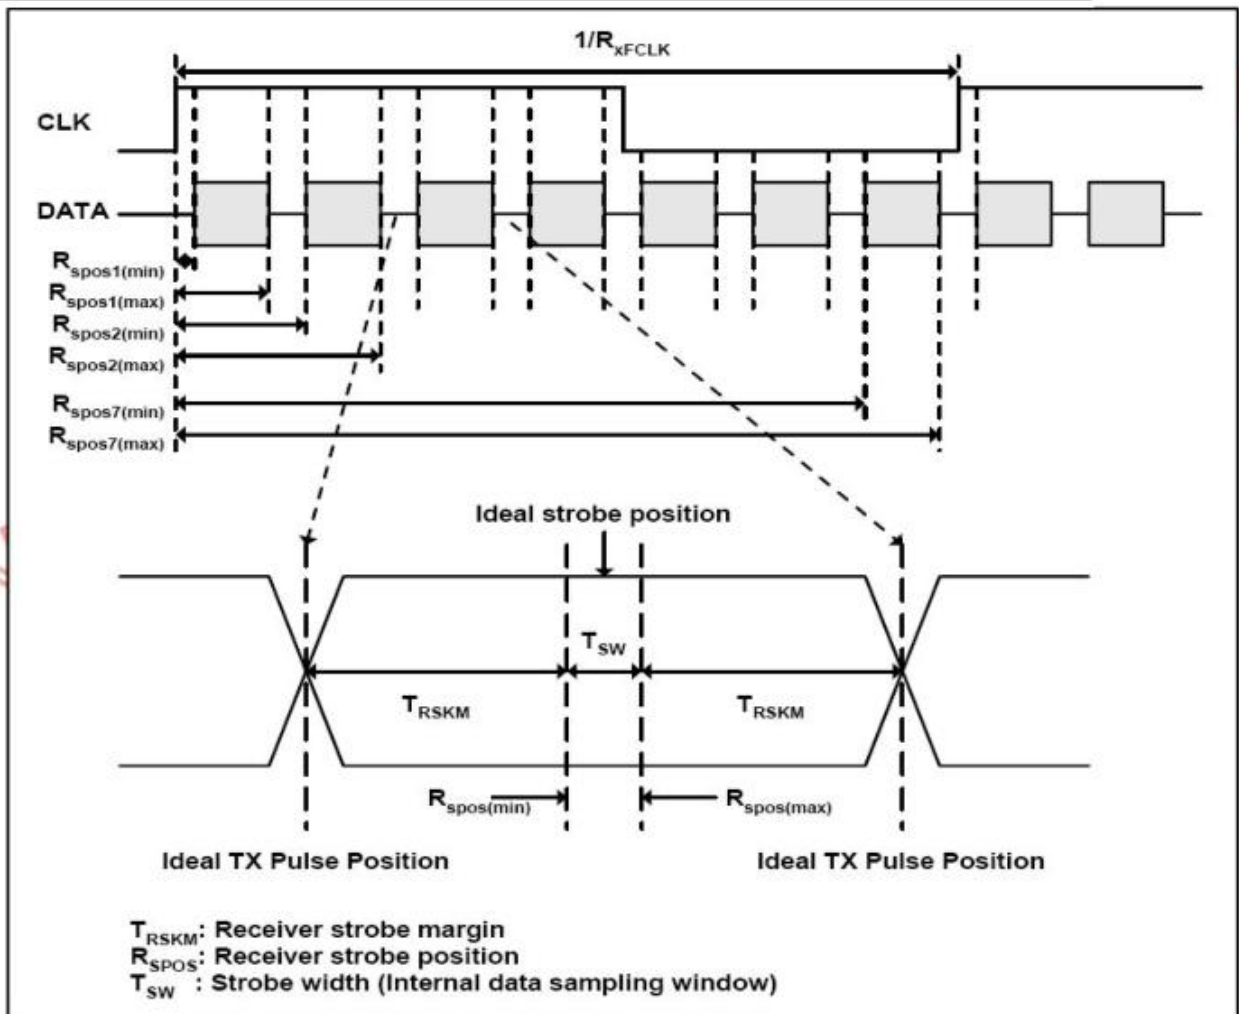 1/RxFCLK
CLK
DATA
Rspos1(min)
Rspos1(max)
Rspos2(min)
Rspos2(max)
Rspos7(min)
Rspos7(max)
Ideal strobe position
TSW
TRSKM TRSKM
Rspos(min) Rspos(max)
Ideal TX Pulse Position Ideal TX Pulse Position
TRSKM: Receiver strobe margin
RSPOS: Receiver strobe position
TSW : Strobe width (Internal data sampling window)